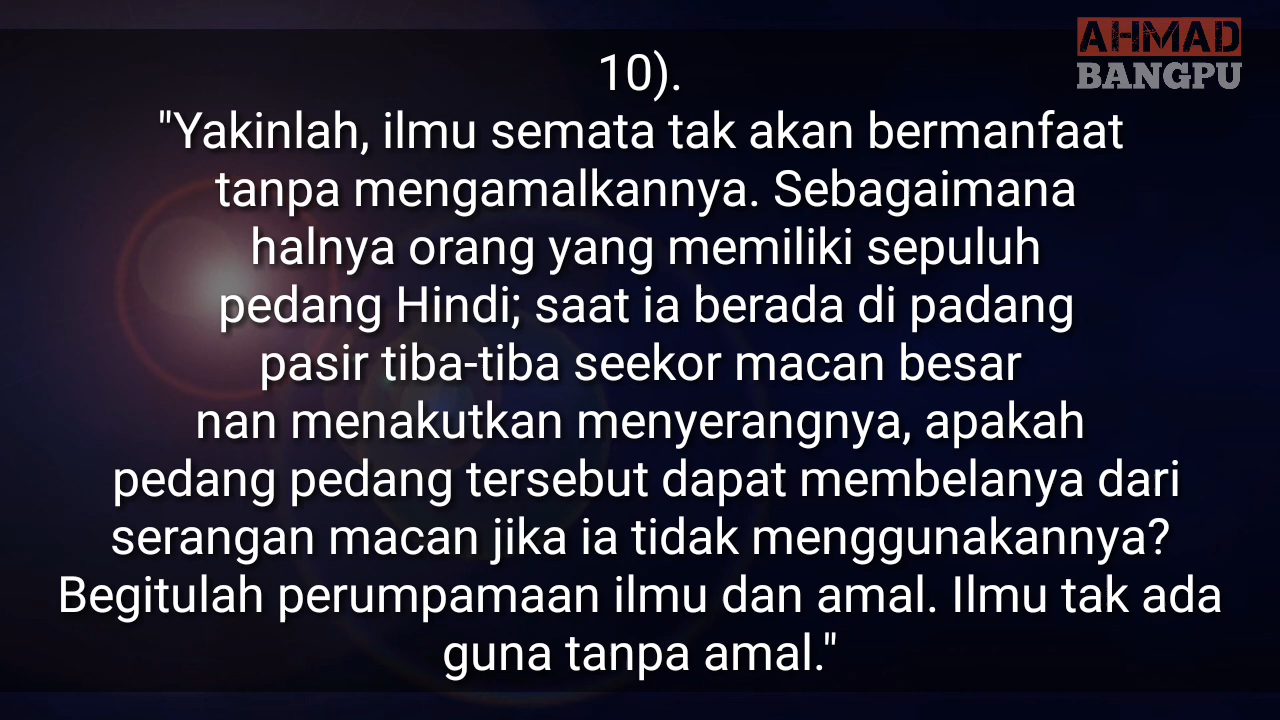 AHMAD
BANGPU
10).
"Yakinlah, ilmu semata tak akan bermanfaat
tanpa mengamalkannya. Sebagaimana
halnya orang yang memiliki sepuluh
pedang Hindi; saat ia berada di padang
pasir tiba-tiba seekor macan besar
nan menakutkan menyerangnya, apakah
pedang pedang tersebut dapat membelanya dari
serangan macan jika ia tidak menggunakannya?
Begitulah perumpamaan ilmu dan amal. Ilmu tak ada
guna tanpa amal."